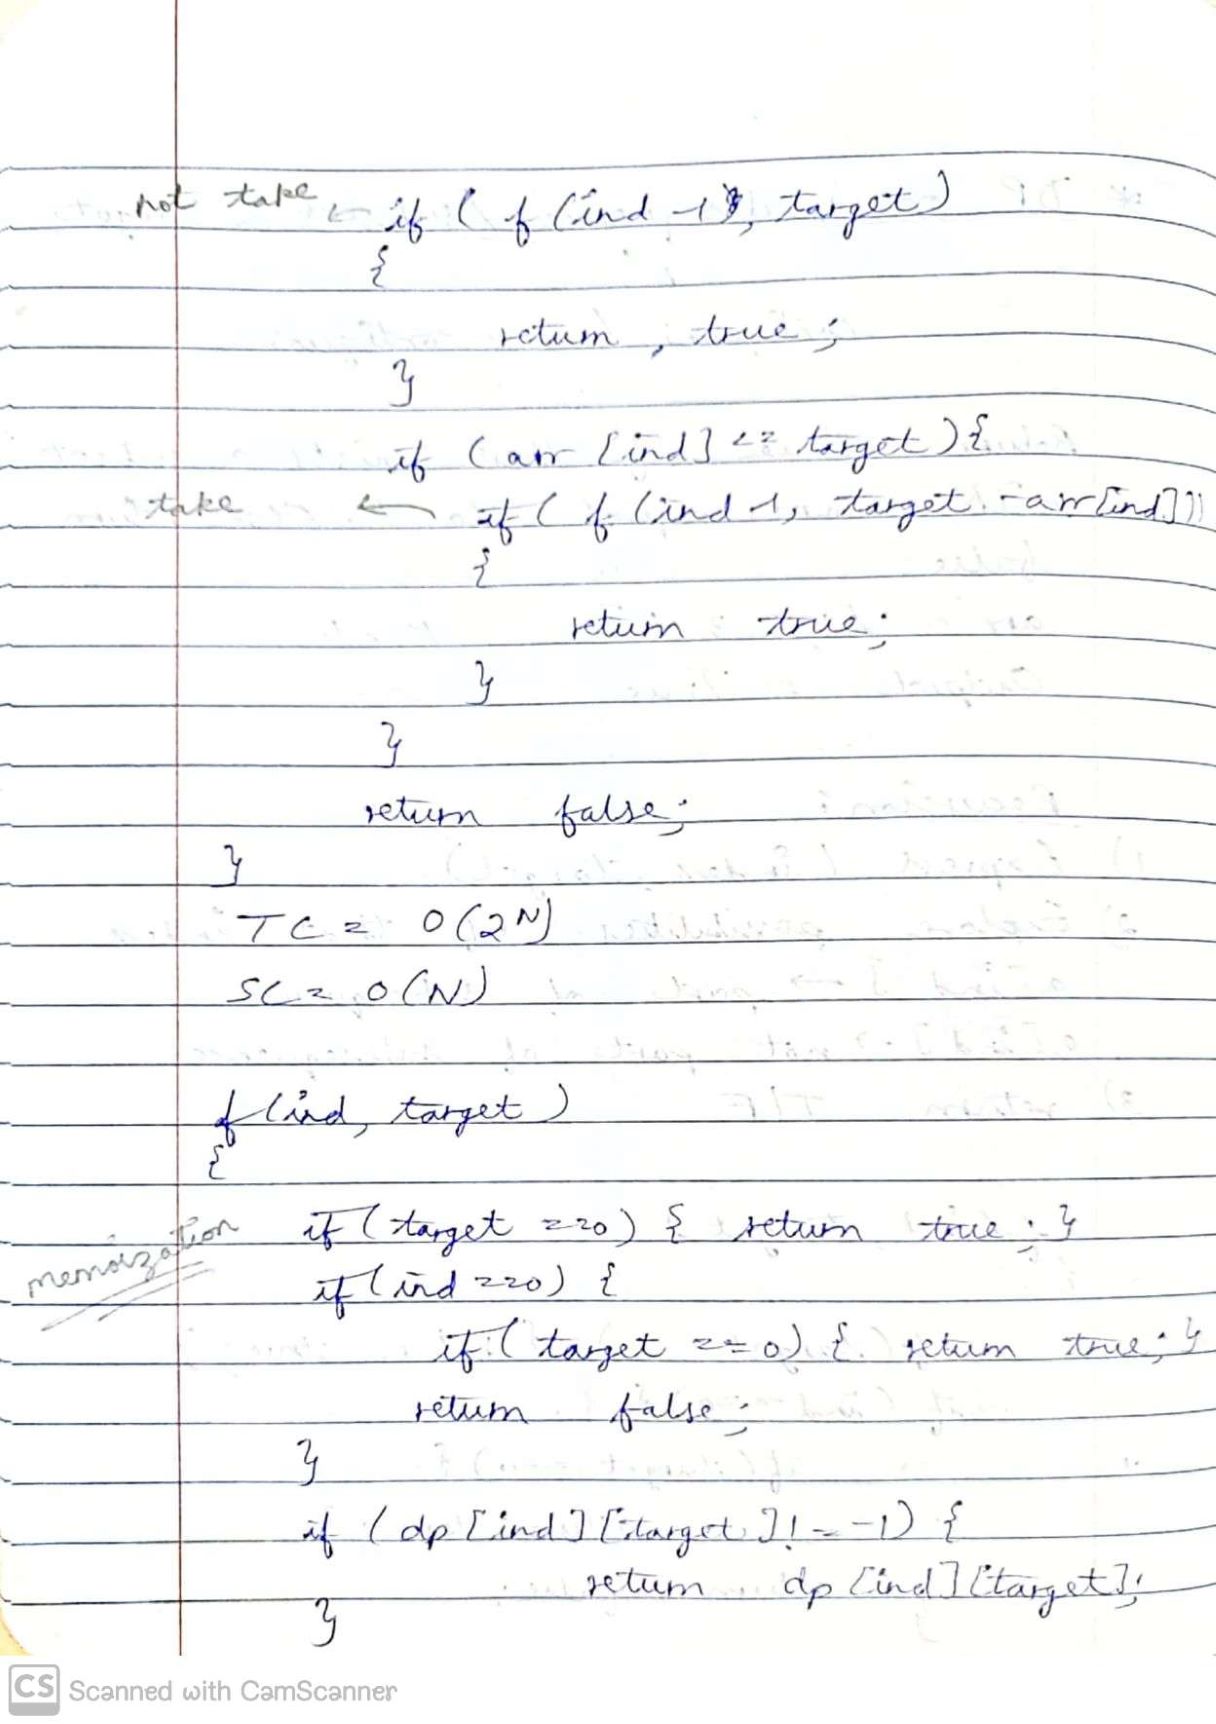 not take ← if ( f (ind -1), target)
{
return , true ;
}
if (arr [ind] <= target) {
take ← if ( f (ind -1, target - arr[ind]))
{
return true ;
}
}
return false ;
}
TC = O(2^N)
SC = O(N)
f (ind, target )
{
memoization if ( target ==0) { return true ; }
if (ind ==0) {
if ( target ==0) { return true ; }
return false ;
}
if ( dp [ind] [target] != -1) {
return dp [ind] [target] ;
}
CS Scanned with CamScanner